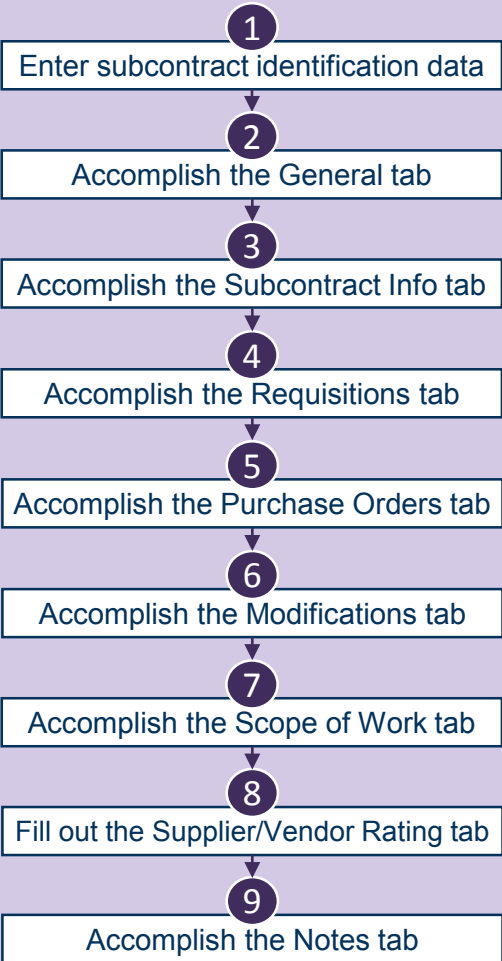 1
Enter subcontract identification data
2
Accomplish the General tab
3
Accomplish the Subcontract Info tab
4
Accomplish the Requisitions tab
5
Accomplish the Purchase Orders tab
6
Accomplish the Modifications tab
7
Accomplish the Scope of Work tab
8
Fill out the Supplier/Vendor Rating tab
9
Accomplish the Notes tab